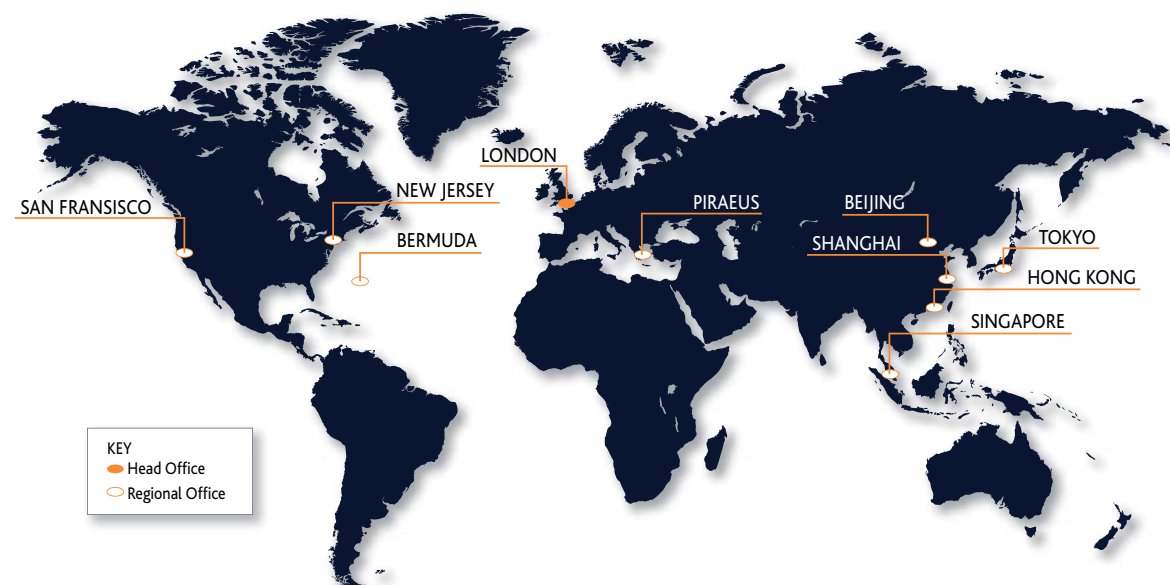 LONDON
NEW JERSEY
SAN FRANSISCO
PIRAEUS
BEIJING
BERMUDA
SHANGHAI
TOKYO
HONG KONG
SINGAPORE
KEY
Head Office
Regional Office